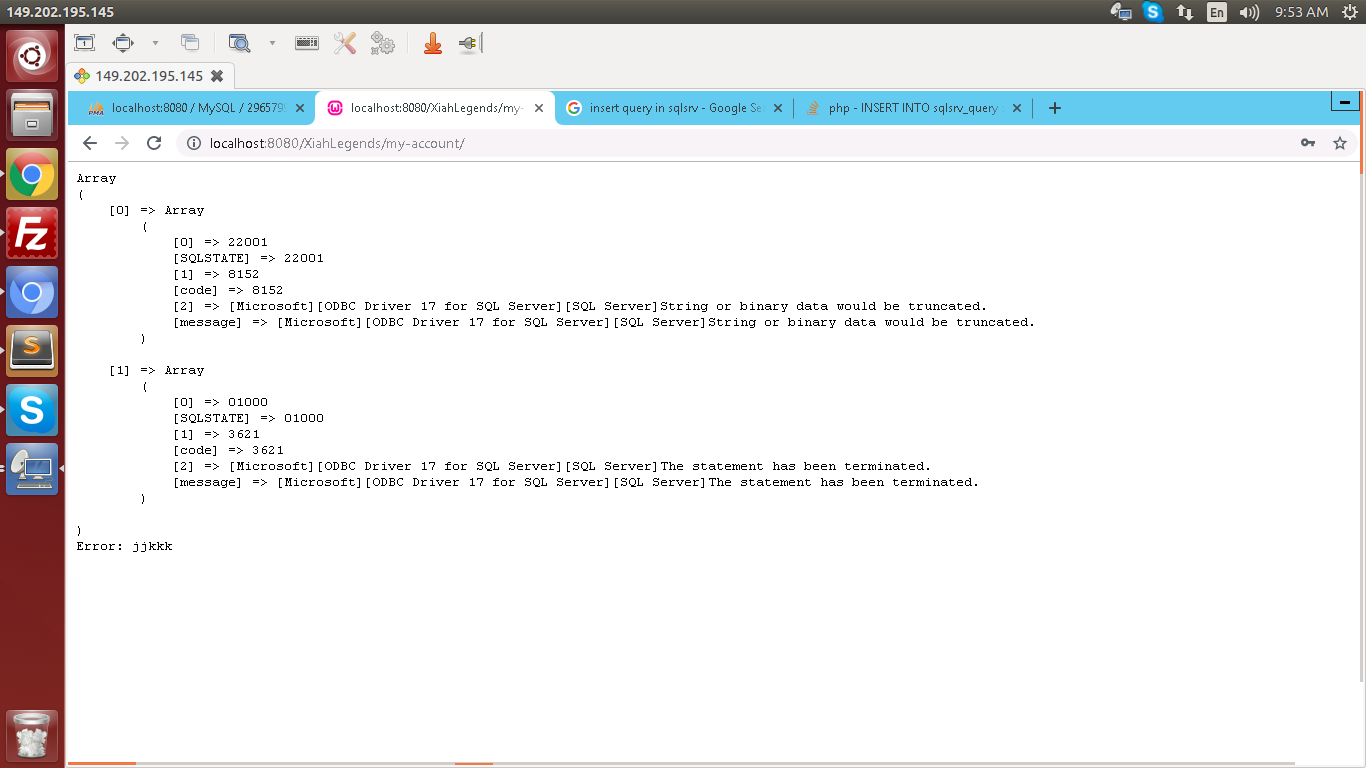 149.202.195.145
En
9:53 AM
149.202.195.145
PMA
localhost:8080 / MySQL / 2965795
localhost:8080/XiahLegends/my-
insert query in sqlsrv - Google Se
php - INSERT INTO sqlsrv_query
localhost:8080/XiahLegends/my-account/
Array
(
[0] => Array
(
[0] => 22001
[SQLSTATE] => 22001
[1] => 8152
[code] => 8152
[2] => [Microsoft][ODBC Driver 17 for SQL Server][SQL Server]String or binary data would be truncated.
[message] => [Microsoft][ODBC Driver 17 for SQL Server][SQL Server]String or binary data would be truncated.
)
[1] => Array
(
[0] => 01000
[SQLSTATE] => 01000
[1] => 3621
[code] => 3621
[2] => [Microsoft][ODBC Driver 17 for SQL Server][SQL Server]The statement has been terminated.
[message] => [Microsoft][ODBC Driver 17 for SQL Server][SQL Server]The statement has been terminated.
)
)
Error: jjkkk